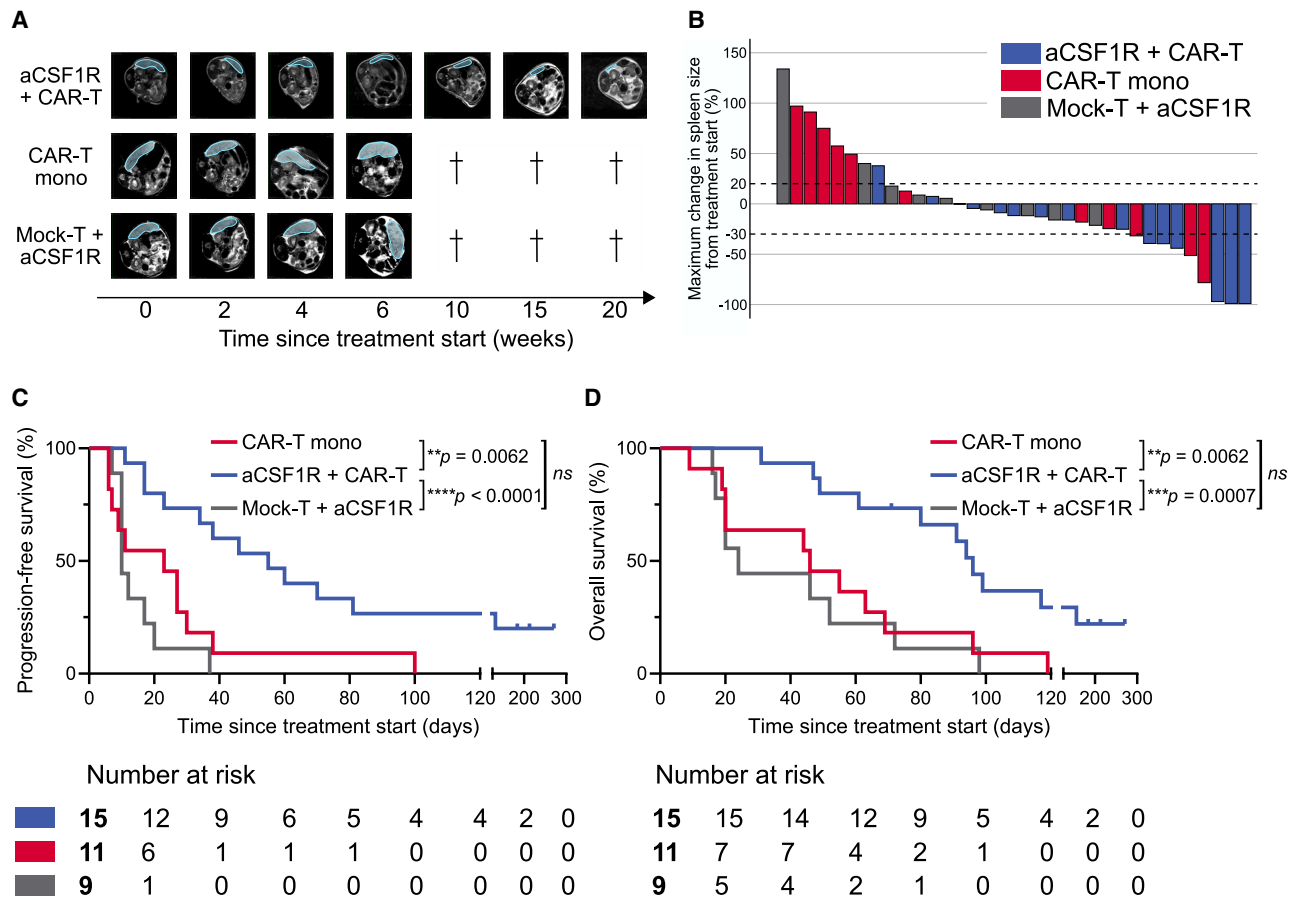 A
aCSF1R
+ CAR-T
CAR-T
mono
† † †
Mock-T +
aCSF1R
† † †
0 2 4 6 10 15 20
Time since treatment start (weeks)
B
Maximum change in spleen size
from treatment start (%)
150
100
50
20
0
-30
-50
-100
aCSF1R + CAR-T
CAR-T mono
Mock-T + aCSF1R
C
Progression-free survival (%)
100
50
0
CAR-T mono
aCSF1R + CAR-T
Mock-T + aCSF1R
**p = 0.0062
****p < 0.0001
ns
0 20 40 60 80 100 120 200 300
Time since treatment start (days)
Number at risk
15 12 9 6 5 4 4 2 0
11 6 1 1 1 0 0 0 0
9 1 0 0 0 0 0 0 0
D
Overall survival (%)
100
50
0
CAR-T mono
aCSF1R + CAR-T
Mock-T + aCSF1R
**p = 0.0062
***p = 0.0007
ns
0 20 40 60 80 100 120 200 300
Time since treatment start (days)
Number at risk
15 15 14 12 9 5 4 2 0
11 7 7 4 2 1 0 0 0
9 5 4 2 1 0 0 0 0